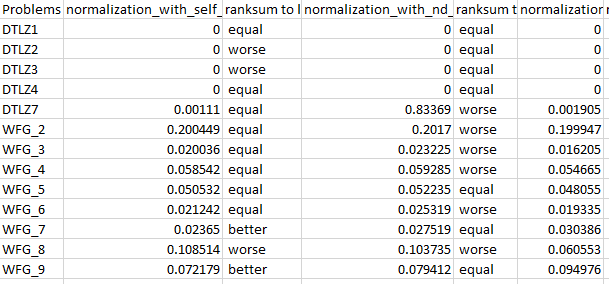 Problems normalization_with_self_ ranksum to l normalization_with_nd_ ranksum t normalization
DTLZ1 0 equal 0 equal 0
DTLZ2 0 worse 0 equal 0
DTLZ3 0 worse 0 equal 0
DTLZ4 0 equal 0 equal 0
DTLZ7 0.00111 equal 0.83369 worse 0.001905
WFG_2 0.200449 equal 0.2017 worse 0.199947
WFG_3 0.020036 equal 0.023225 worse 0.016205
WFG_4 0.058542 equal 0.059285 worse 0.054665
WFG_5 0.050532 equal 0.052235 equal 0.048055
WFG_6 0.021242 equal 0.025319 worse 0.019335
WFG_7 0.02365 better 0.027519 equal 0.030386
WFG_8 0.108514 worse 0.103735 worse 0.060553
WFG_9 0.072179 better 0.079412 equal 0.094976